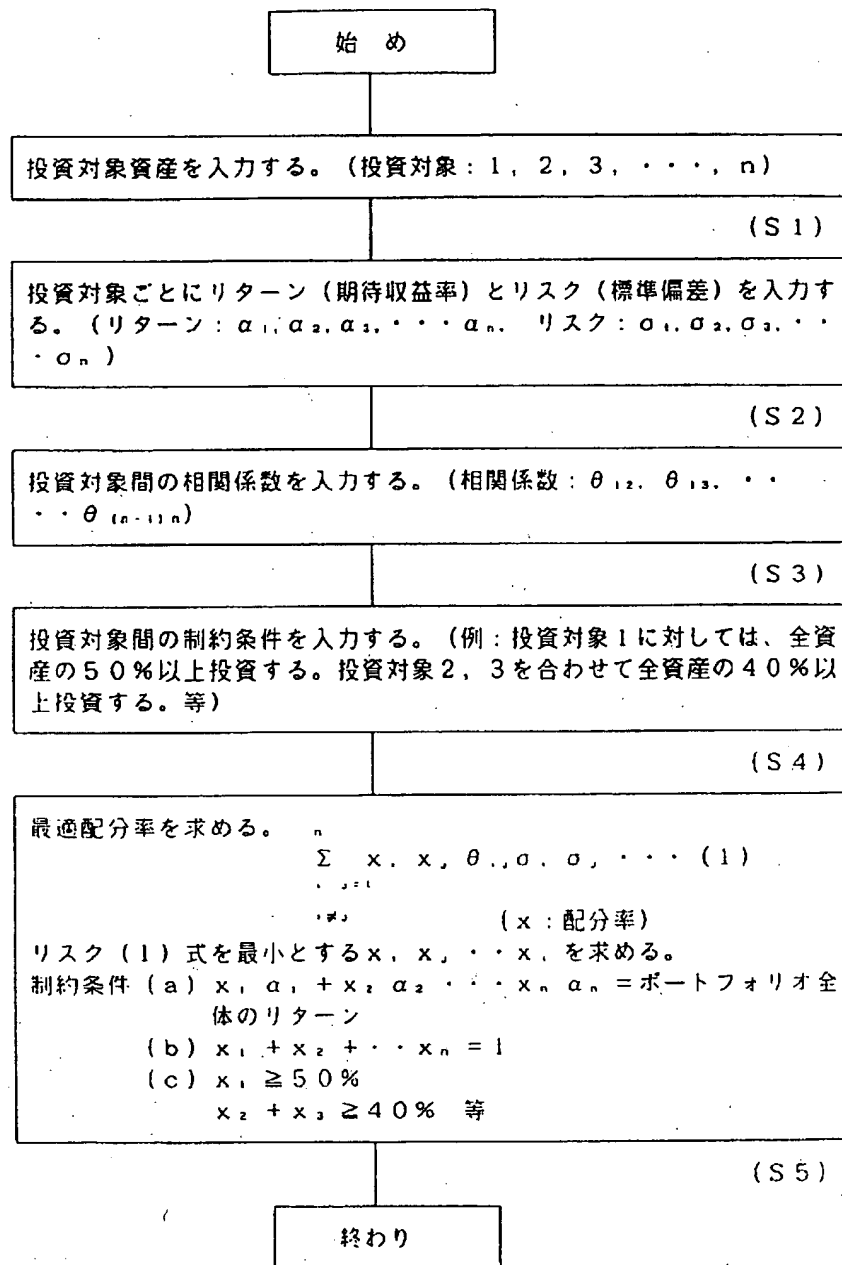 始 め
投資対象資産を入力する。（投資対象：１，２，３，・・・，ｎ）
（Ｓ１）
投資対象ごとにリターン（期待収益率）とリスク（標準偏差）を入力す
る。（リターン：α₁,α₂,α₃,・・・αₙ, リスク：σ₁,σ₂,σ₃,・・
・σₙ）
（Ｓ２）
投資対象間の相関係数を入力する。（相関係数：θ₁₂, θ₁₃, ・・
・・θ₍ₙ₋₁₎ₙ）
（Ｓ３）
投資対象間の制約条件を入力する。（例：投資対象１に対しては、全資
産の５０％以上投資する。投資対象２，３を合わせて全資産の４０％以
上投資する。等）
（Ｓ４）
最適配分率を求める。 n
Σ x x θ σ σ ・・・（１）
（x：配分率）
リスク（１）式を最小とするx x ・・x を求める。
制約条件（a）x₁ α₁ ＋x₂ α₂ ・・・xₙ αₙ ＝ポートフォリオ全
体のリターン
（b）x₁ ＋x₂ ＋・・xₙ ＝１
（c）x₁ ≧５０％
x₂ ＋x₃ ≧４０％ 等
（Ｓ５）
終わり